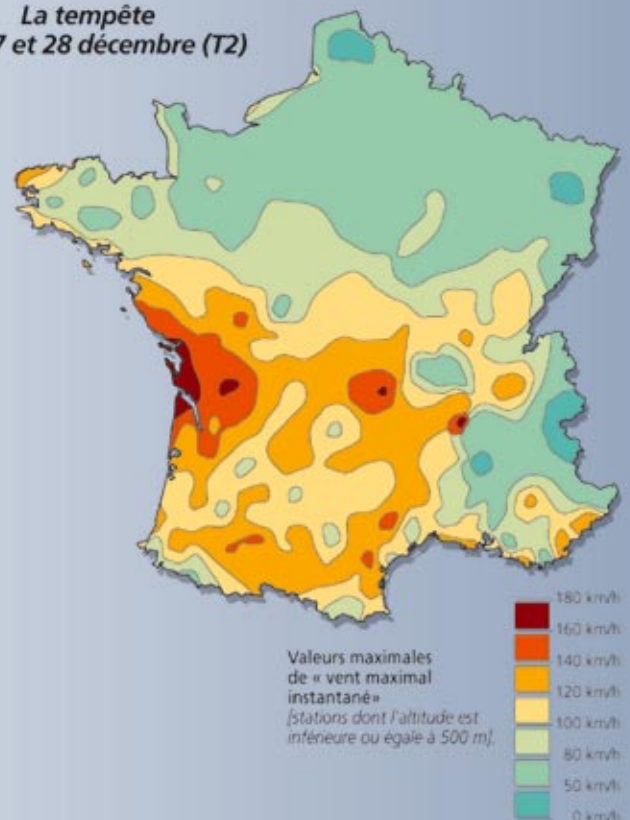 La tempête
7 et 28 décembre (T2)
180 km/h
160 km/h
140 km/h
120 km/h
100 km/h
80 km/h
50 km/h
0 km/h
Valeurs maximales
de « vent maximal
instantané»
[stations dont l'altitude est
inférieure ou égale à 500 m].